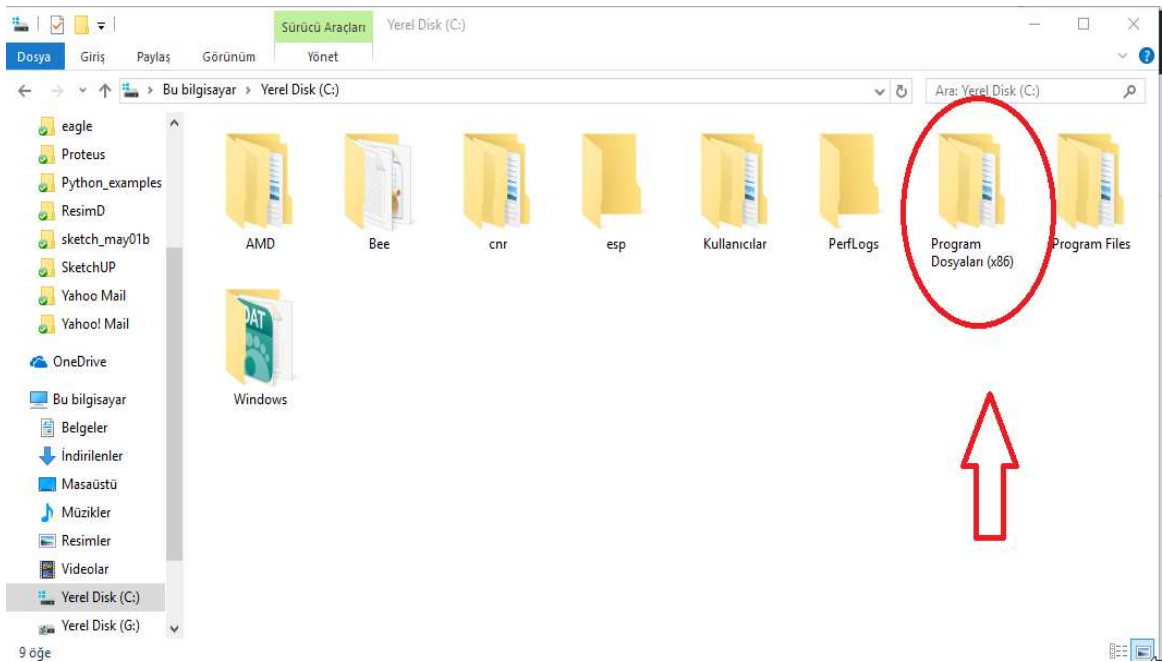 Sürücü Araçları
Yerel Disk (C:)
Dosya
Giriş
Paylaş
Görünüm
Yönet
Bu bilgisayar
Yerel Disk (C:)
Ara: Yerel Disk (C:)
eagle
Proteus
Python_examples
ResimD
sketch_may01b
SketchUP
Yahoo Mail
Yahoo! Mail
OneDrive
Bu bilgisayar
Belgeler
İndirilenler
Masaüstü
Müzikler
Resimler
Videolar
Yerel Disk (C:)
Yerel Disk (G:)
AMD
Bee
cnr
esp
Kullanıcılar
PerfLogs
Program
Dosyaları (x86)
Program Files
DAT
Windows
9 öğe